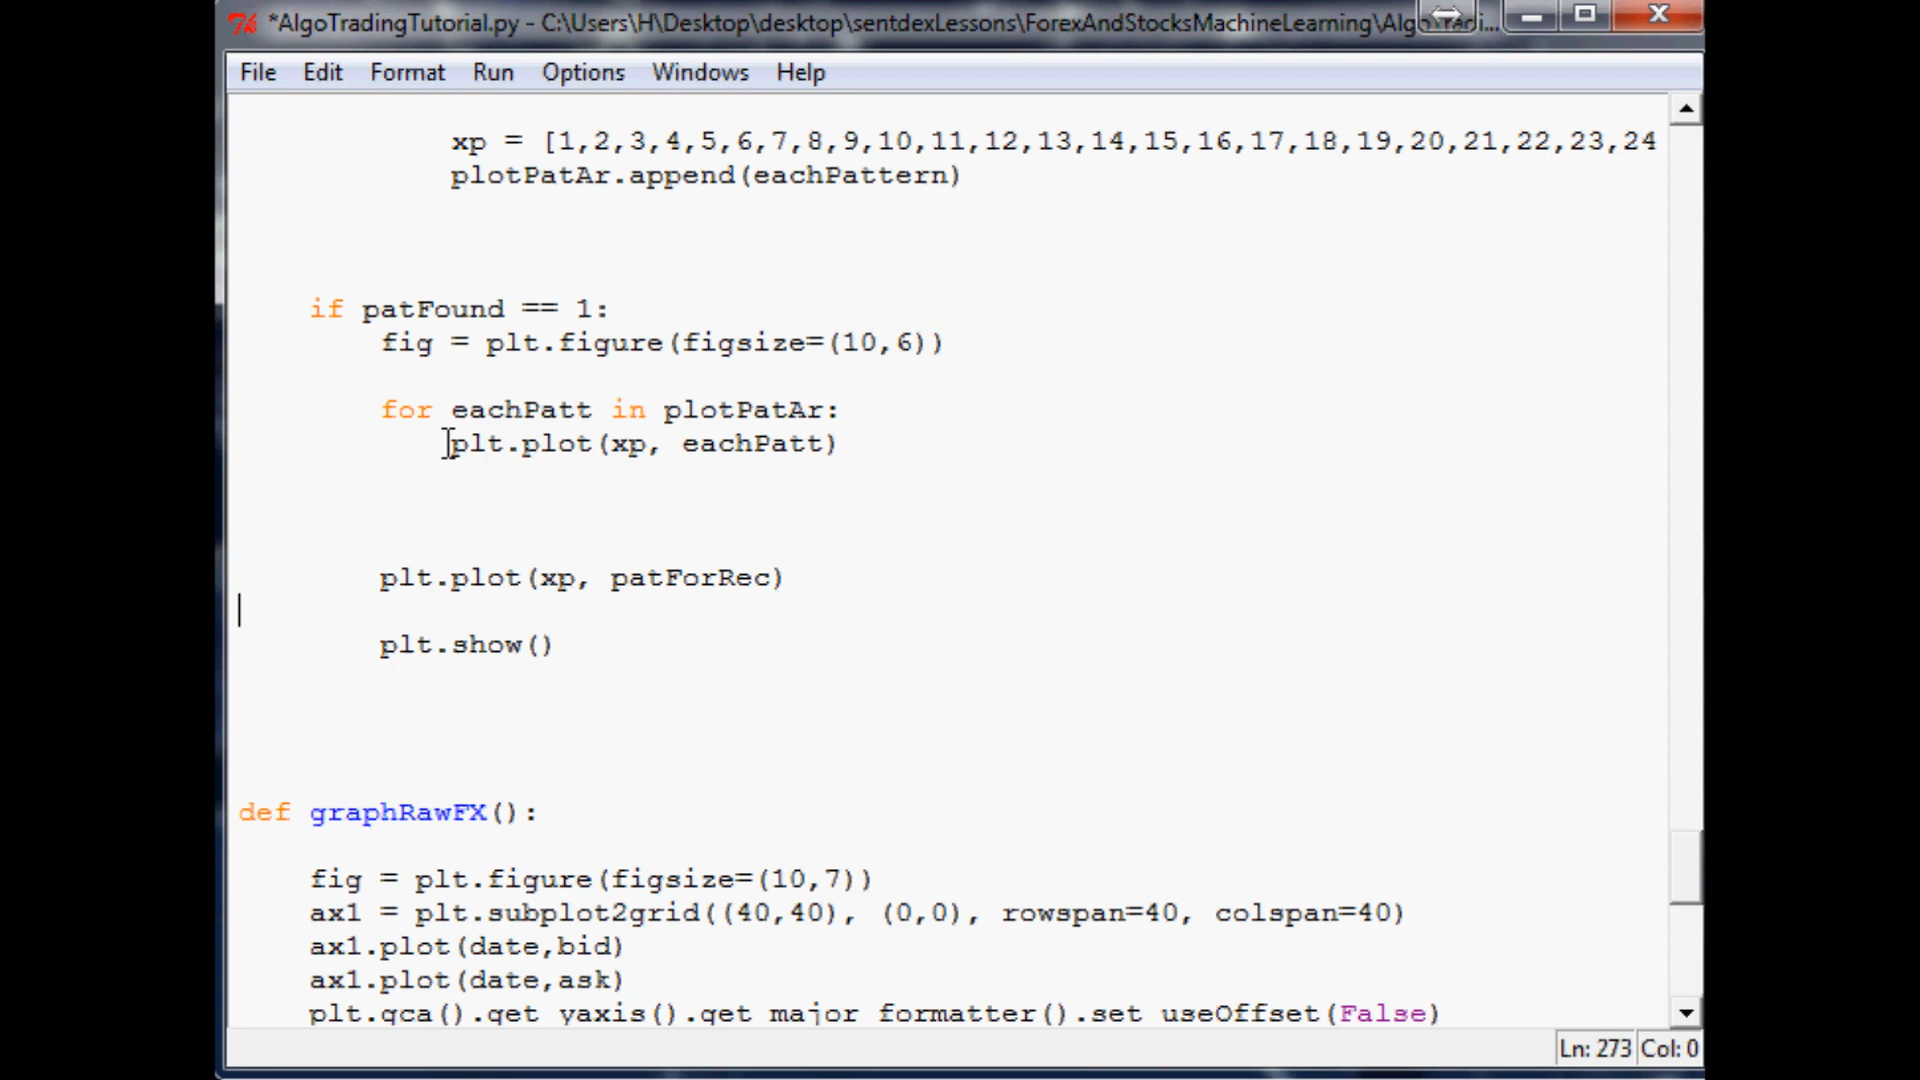 *AlgoTradingTutorial.py - C:\Users\H\Desktop\desktop\sentdexLessons\ForexAndStocksMachineLearning\AlgoTradi...
File Edit Format Run Options Windows Help
xp = [1,2,3,4,5,6,7,8,9,10,11,12,13,14,15,16,17,18,19,20,21,22,23,24
plotPatAr.append(eachPattern)
if patFound == 1:
fig = plt.figure(figsize=(10,6))
for eachPatt in plotPatAr:
plt.plot(xp, eachPatt)
plt.plot(xp, patForRec)
plt.show()
def graphRawFX():
fig = plt.figure(figsize=(10,7))
ax1 = plt.subplot2grid((40,40), (0,0), rowspan=40, colspan=40)
ax1.plot(date,bid)
ax1.plot(date,ask)
plt.gca().get_yaxis().get_major_formatter().set_useOffset(False)
Ln: 273 Col: 0